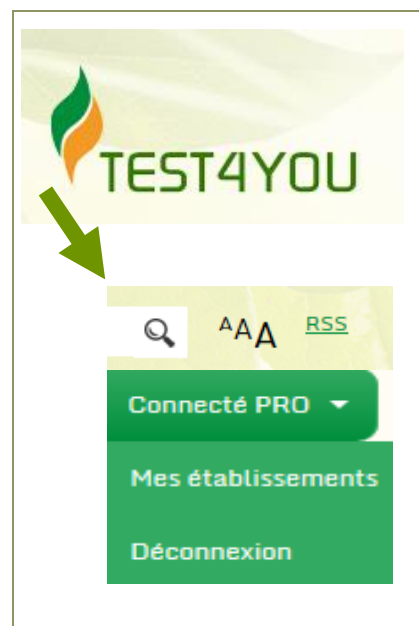 TEST4YOU
AAA RSS
Connecté PRO
Mes établissements
Déconnexion